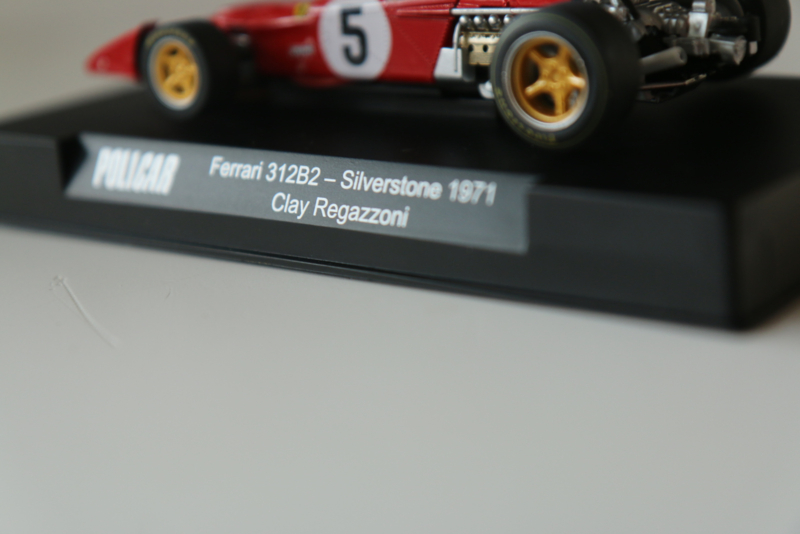 5
POLICAR
Ferrari 312B2 – Silverstone 1971
Clay Regazzoni